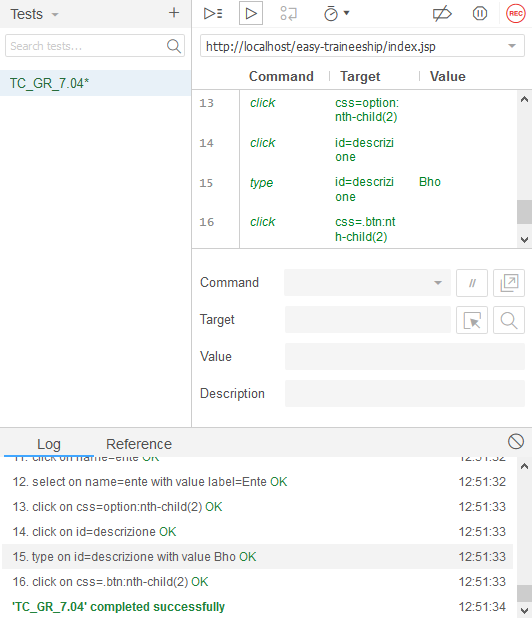 Tests
Search tests...
TC_GR_7.04*
REC
http://localhost/easy-traineeship/index.jsp
Command Target Value
13 click css=option:
nth-child(2)
14 click id=descrizi
one
15 type id=descrizi
one Bho
16 click css=.btn:nt
h-child(2)
Command //
Target
Value
Description
Log Reference
11. click on name=ente OK 12:51:32
12. select on name=ente with value label=Ente OK 12:51:32
13. click on css=option:nth-child(2) OK 12:51:33
14. click on id=descrizione OK 12:51:33
15. type on id=descrizione with value Bho OK 12:51:33
16. click on css=.btn:nth-child(2) OK 12:51:33
'TC_GR_7.04' completed successfully 12:51:34